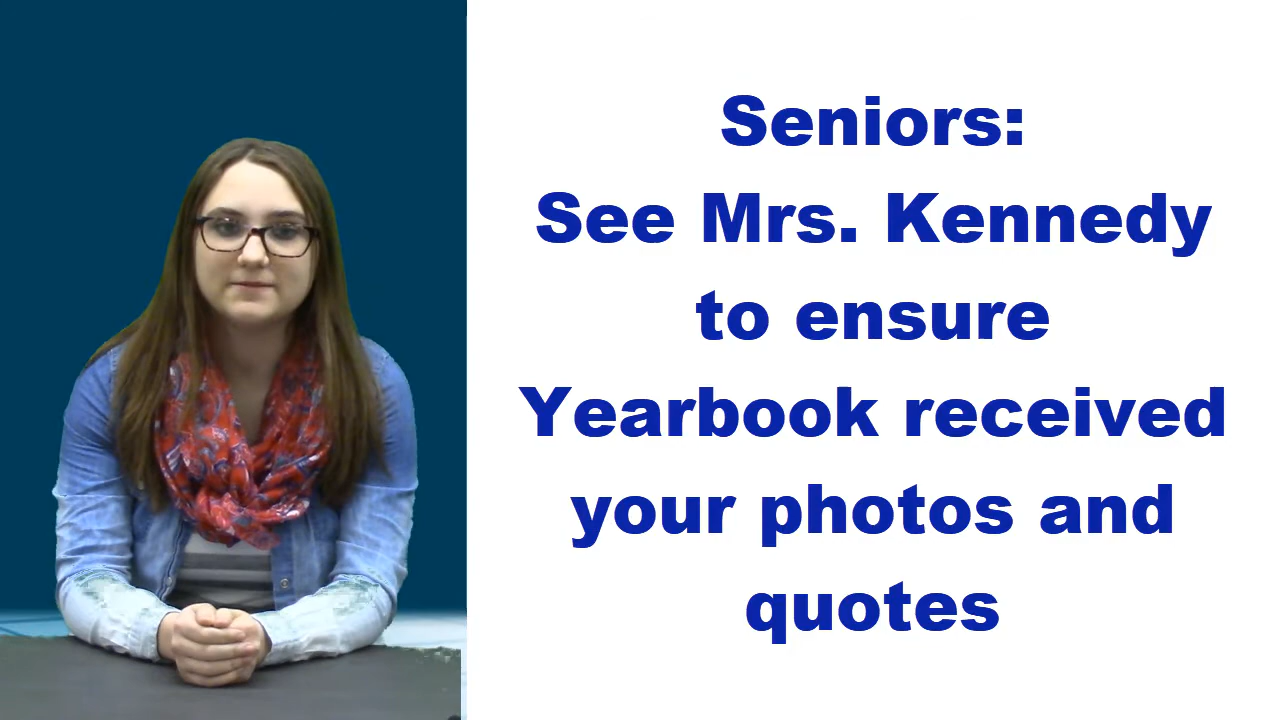 Seniors:
See Mrs. Kennedy
to ensure
Yearbook received
your photos and
quotes